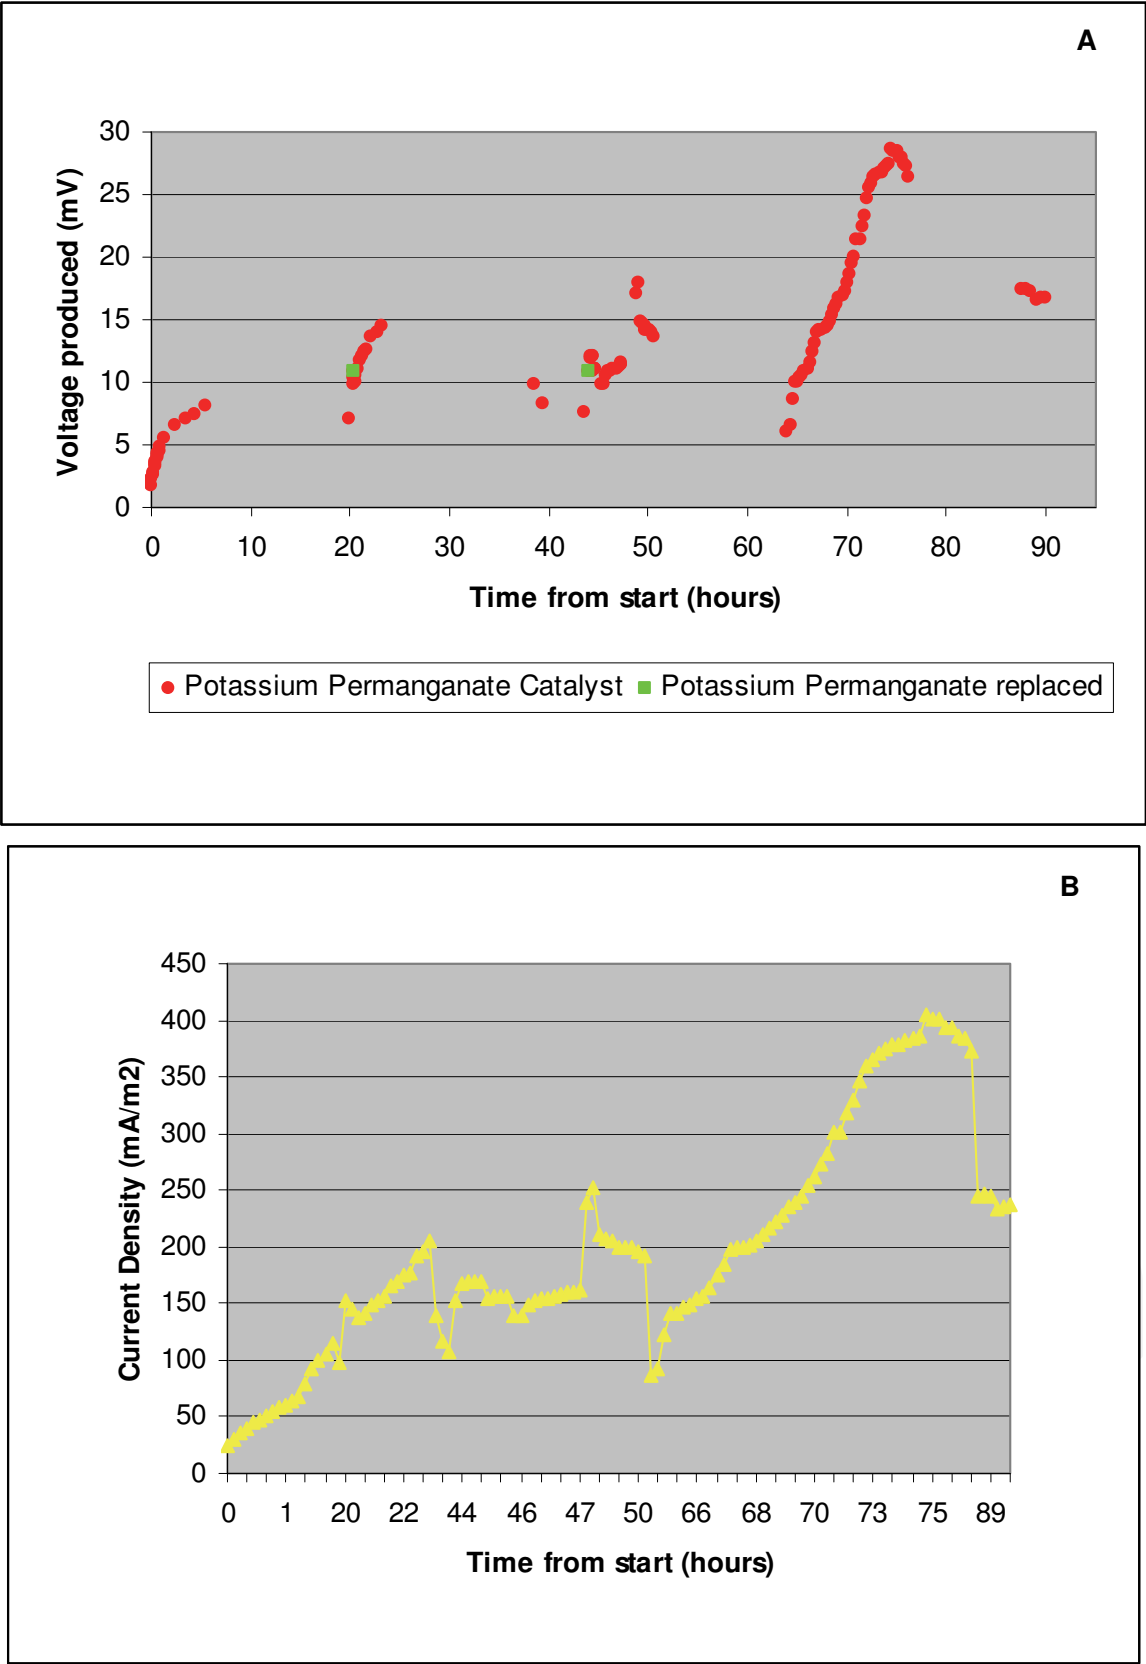 A
30
25
20
15
10
5
0
Voltage produced (mV)
0 10 20 30 40 50 60 70 80 90
Time from start (hours)
Potassium Permanganate Catalyst Potassium Permanganate replaced
B
450
400
350
300
250
200
150
100
50
0
Current Density (mA/m2)
0 1 20 22 44 46 47 50 66 68 70 73 75 89
Time from start (hours)